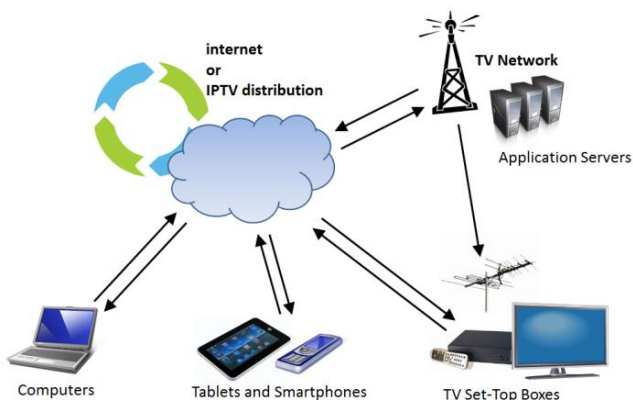 internet
or
IPTV distribution
TV Network
Application Servers
Computers
Tablets and Smartphones
TV Set-Top Boxes